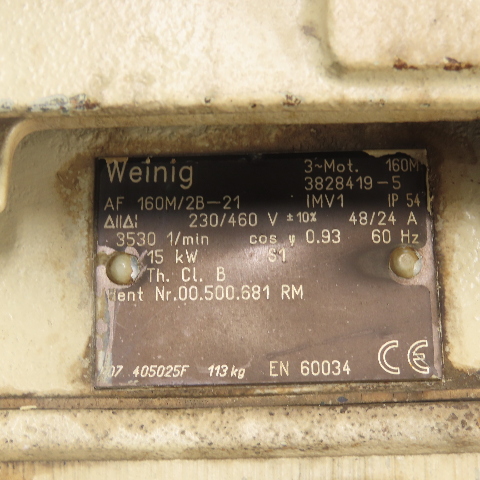 Weinig 3~Mot. 160M
3828419-5
AF 160M/2B-21 IMV1 IP 54
230/460 V ±10% 48/24 A
3530 1/min cos φ 0.93 60 Hz
15 kW S1
Th. Cl. B
Nr.00.500.681 RM
07 405025F 113 kg EN 60034 CE